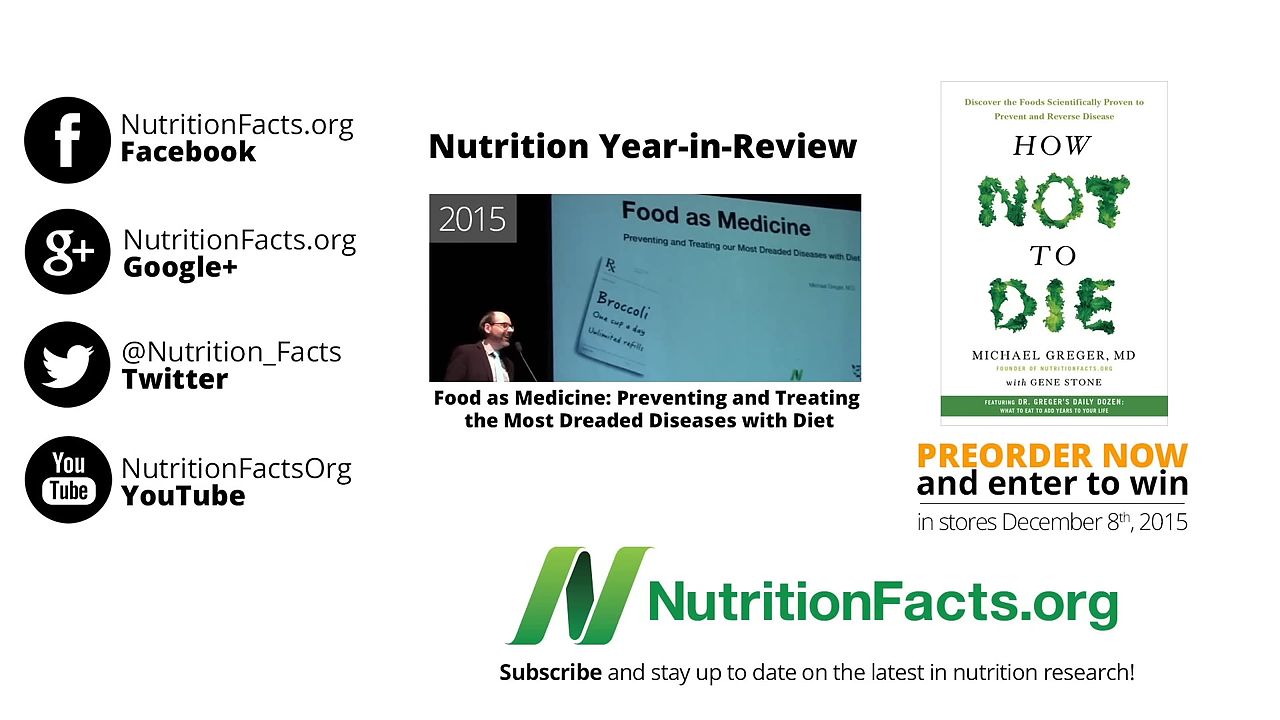 NutritionFacts.org
Facebook
g+
NutritionFacts.org
Google+
@Nutrition_Facts
Twitter
You
Tube
NutritionFactsOrg
YouTube
Nutrition Year-in-Review
2015
Food as Medicine
Preventing and Treating our Most Dreaded Diseases with Diet
Michael Greger, M.D.
Rx
Broccoli
One cup a day
Unlimited refills
Food as Medicine: Preventing and Treating
the Most Dreaded Diseases with Diet
Discover the Foods Scientifically Proven to
Prevent and Reverse Disease
HOW
NOT
TO
DIE
MICHAEL GREGER, MD
FOUNDER OF NUTRITIONFACTS.ORG
with GENE STONE
FEATURING DR. GREGER'S DAILY DOZEN:
WHAT TO EAT TO ADD YEARS TO YOUR LIFE
PREORDER NOW
and enter to win
in stores December 8th, 2015
NutritionFacts.org
Subscribe and stay up to date on the latest in nutrition research!